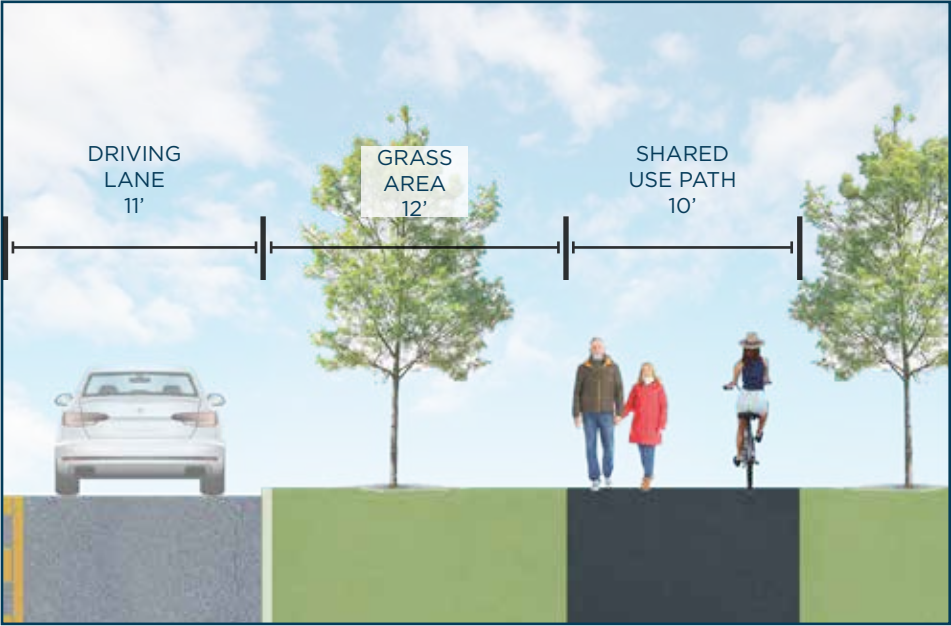 DRIVING
LANE
11’
GRASS
AREA
12’
SHARED
USE PATH
10’